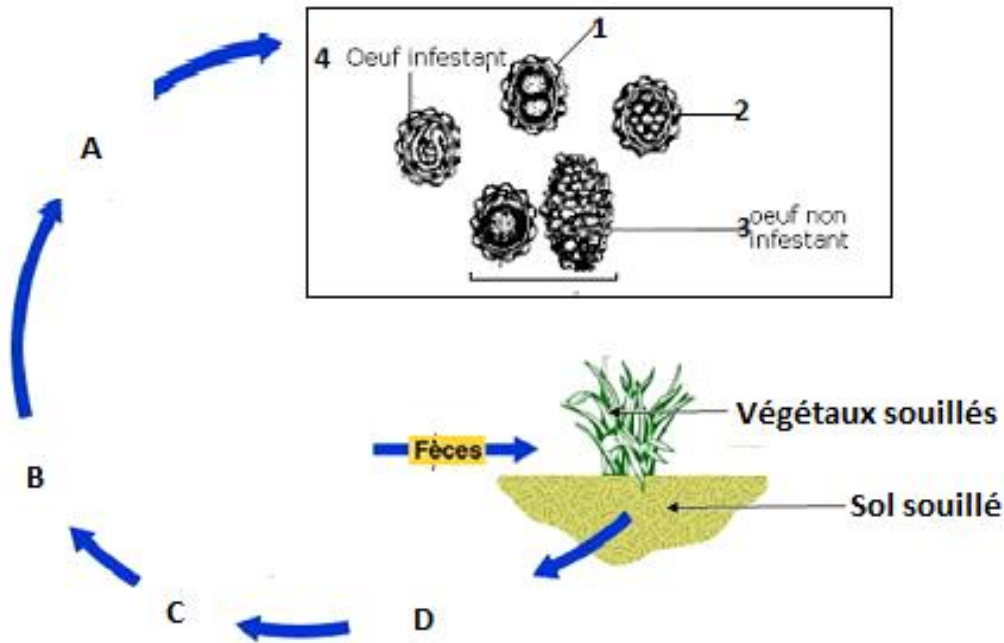 1
4 Oeuf infestant
2
A
3 oeuf non
infestant
Végétaux souillés
Fèces
B
Sol souillé
C
D